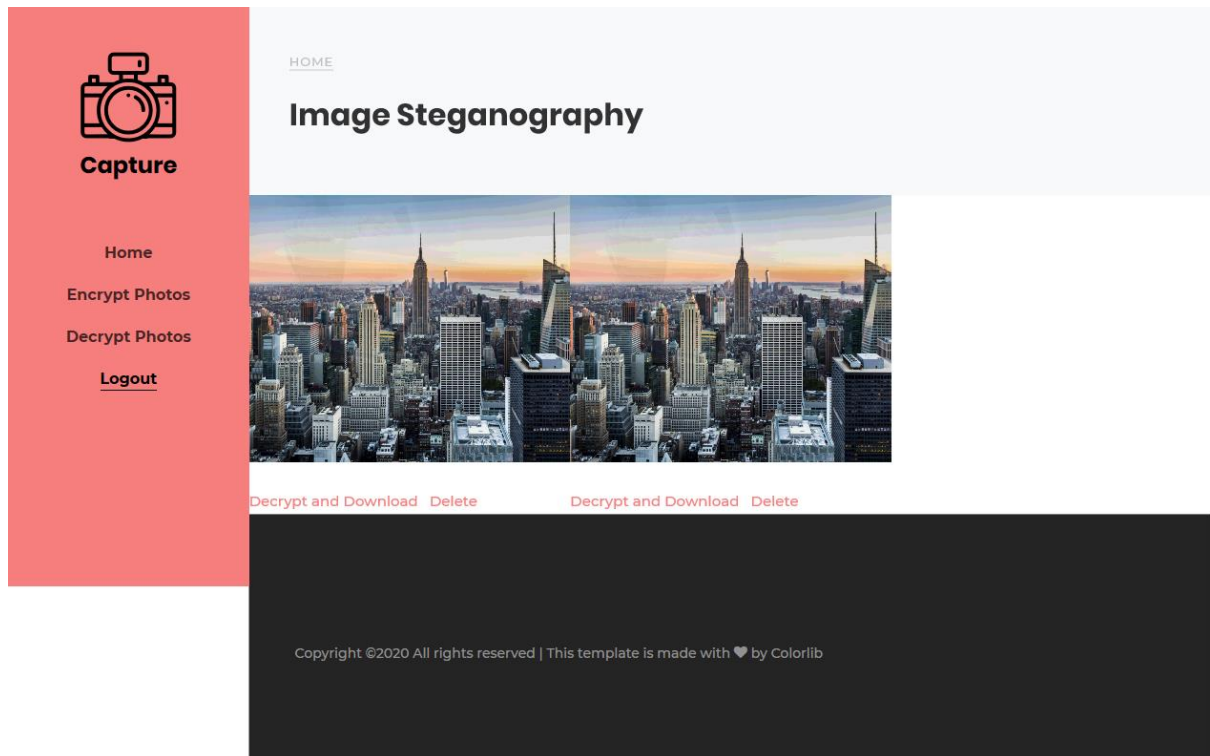 Capture
Home
Encrypt Photos
Decrypt Photos
Logout
HOME
Image Steganography
Decrypt and Download Delete
Decrypt and Download Delete
Copyright ©2020 All rights reserved | This template is made with ♥ by Colorlib